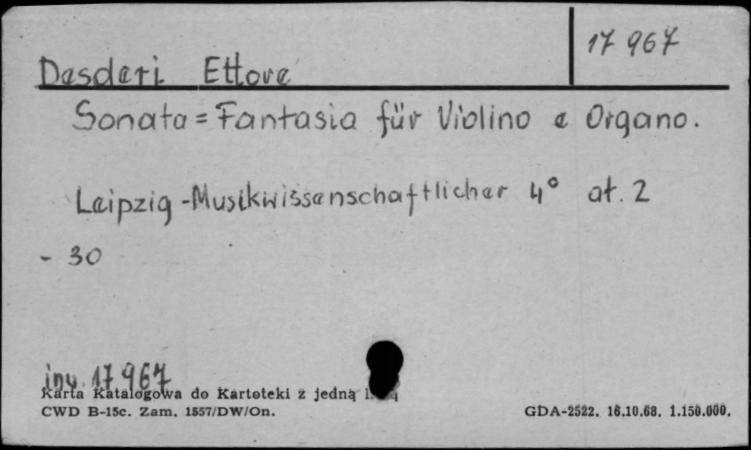 17 967
Desderi Ettore
Sonata = Fantasia für Violino e Organo.
Leipzig - Musikwissenschaftlicher 4° at. 2
- 30
inw. 17 967
Karta Katalogowa do Kartoteki z jedną
CWD B-15c. Zam. 1557/DW/On.
GDA-2522. 16.10.68. 1.150.000.